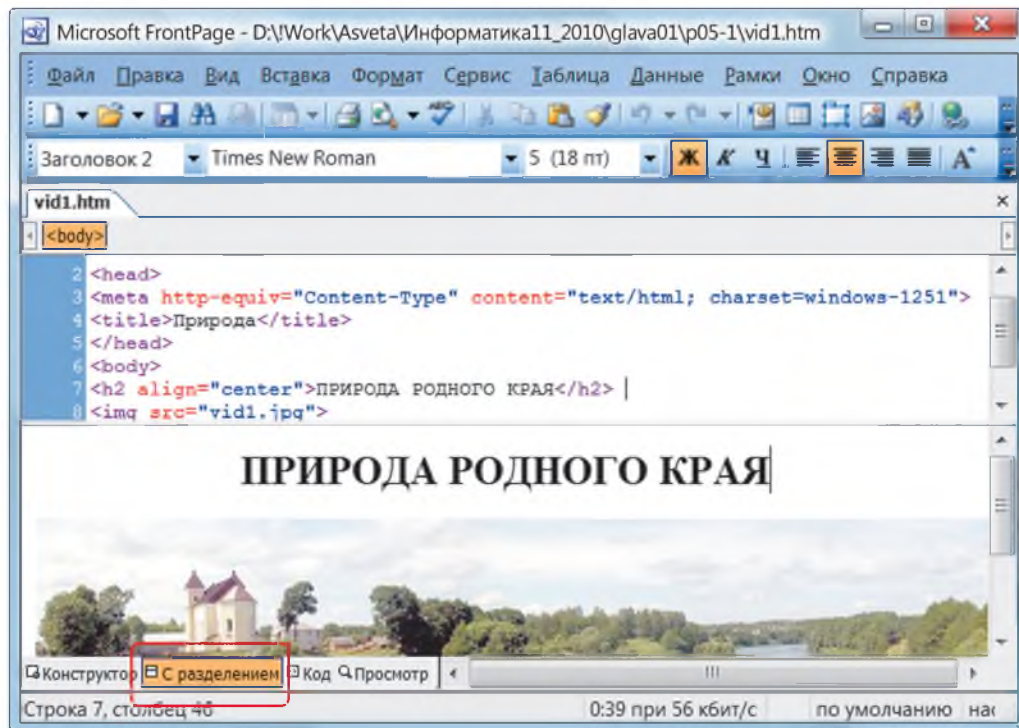 Microsoft FrontPage - D:\!Work\Asveta\Информатика11_2010\glava01\p05-1\vid1.htm
Файл Правка Вид Вставка Формат Сервис Таблица Данные Рамки Окно Справка
Заголовок 2 Times New Roman 5 (18 пт) Ж К Ч A
vid1.htm
<body>
2 <head>
3 <meta http-equiv="Content-Type" content="text/html; charset=windows-1251">
4 <title>Природа</title>
5 </head>
6 <body>
7 <h2 align="center">ПРИРОДА РОДНОГО КРАЯ</h2>
8 <img src="vid1.jpg">
ПРИРОДА РОДНОГО КРАЯ
Конструктор С разделением Код Просмотр
Строка 7, столбец 46 0:39 при 56 кбит/с по умолчанию нас